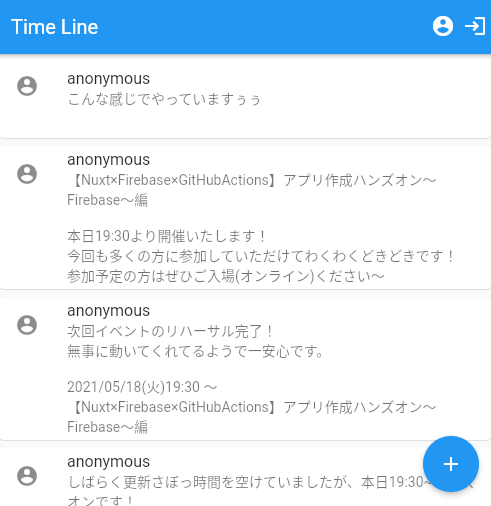 Time Line
anonymous
こんな感じでやっていますぅぅ
anonymous
【Nuxt×Firebase×GitHubActions】アプリ作成ハンズオン〜
Firebase〜編
本日19:30より開催いたします！
今回も多くの方に参加していただけてわくわくどきどきです！
参加予定の方はぜひご入場(オンライン)ください〜
anonymous
次回イベントのリハーサル完了！
無事に動いてくれてるようで一安心です。
2021/05/18(火)19:30 〜
【Nuxt×Firebase×GitHubActions】アプリ作成ハンズオン〜
Firebase〜編
anonymous
しばらく更新さぼっ時間を空けていましたが、本日19:30〜
オンです！